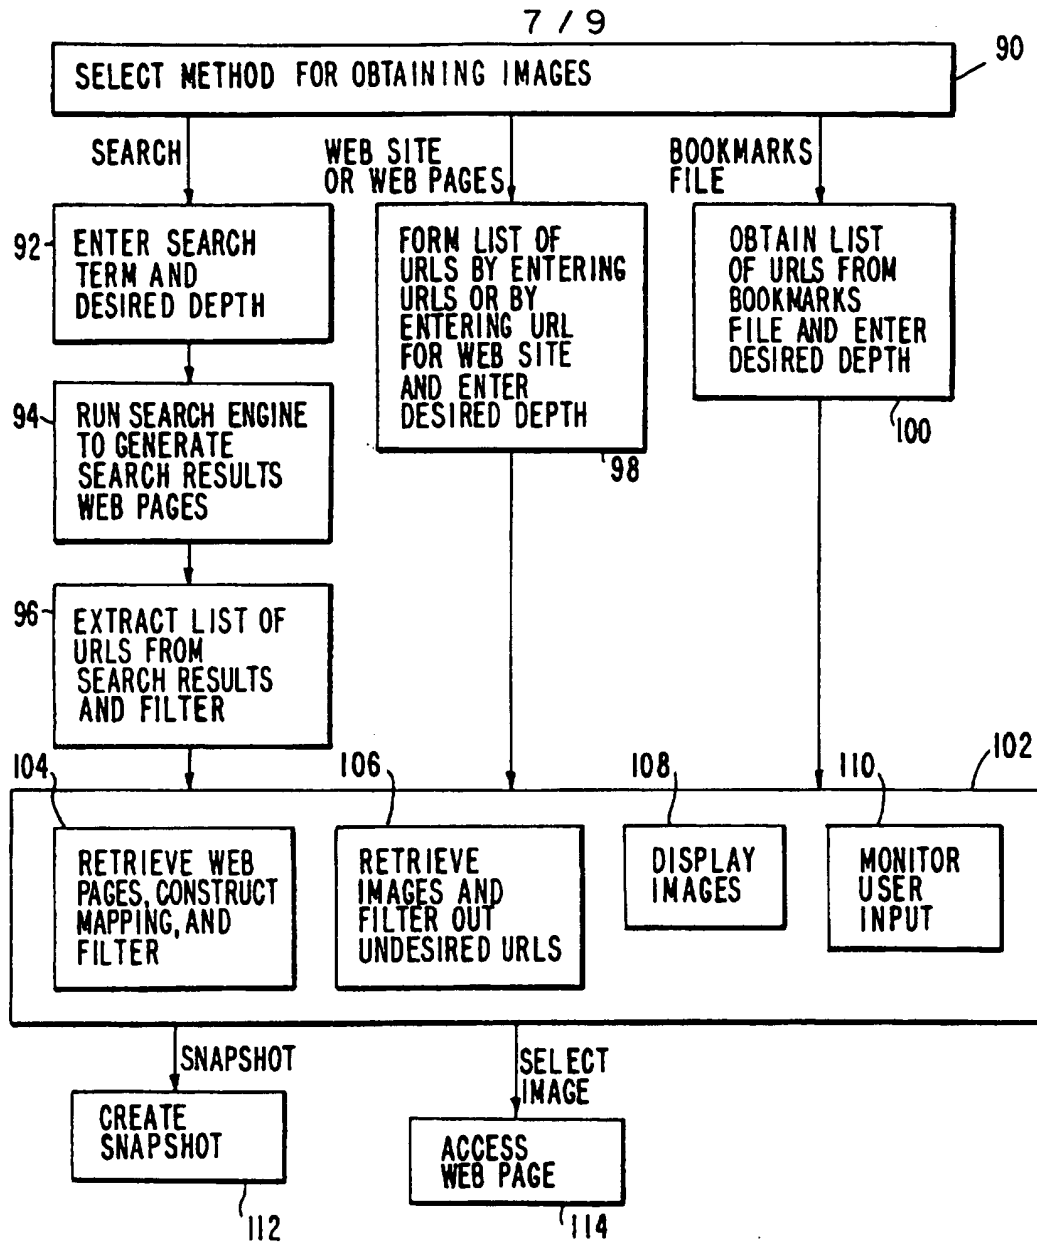 7 / 9
SELECT METHOD FOR OBTAINING IMAGES
90
SEARCH
WEB SITE
OR WEB PAGES
BOOKMARKS
FILE
92
ENTER SEARCH
TERM AND
DESIRED DEPTH
FORM LIST OF
URLS BY ENTERING
URLS OR BY
ENTERING URL
FOR WEB SITE
AND ENTER
DESIRED DEPTH
98
OBTAIN LIST
OF URLS FROM
BOOKMARKS
FILE AND ENTER
DESIRED DEPTH
100
94
RUN SEARCH ENGINE
TO GENERATE
SEARCH RESULTS
WEB PAGES
96
EXTRACT LIST OF
URLS FROM
SEARCH RESULTS
AND FILTER
102
104
RETRIEVE WEB
PAGES, CONSTRUCT
MAPPING, AND
FILTER
106
RETRIEVE
IMAGES AND
FILTER OUT
UNDESIRED URLS
108
DISPLAY
IMAGES
110
MONITOR
USER
INPUT
SNAPSHOT
CREATE
SNAPSHOT
112
SELECT
IMAGE
ACCESS
WEB PAGE
114